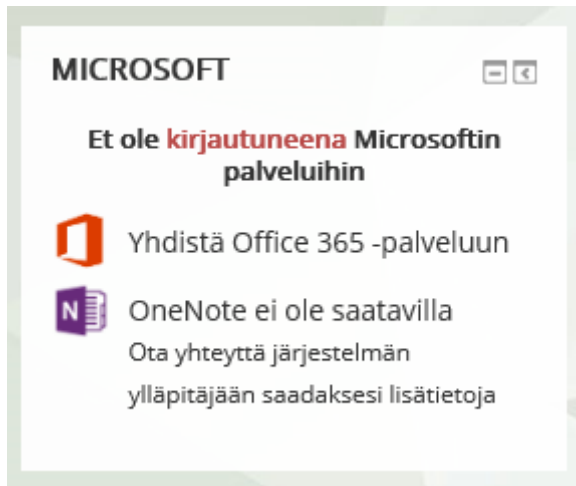 MICROSOFT
Et ole kirjautuneena Microsoftin
palveluihin
Yhdistä Office 365 -palveluun
N
OneNote ei ole saatavilla
Ota yhteyttä järjestelmän
ylläpitäjään saadaksesi lisätietoja